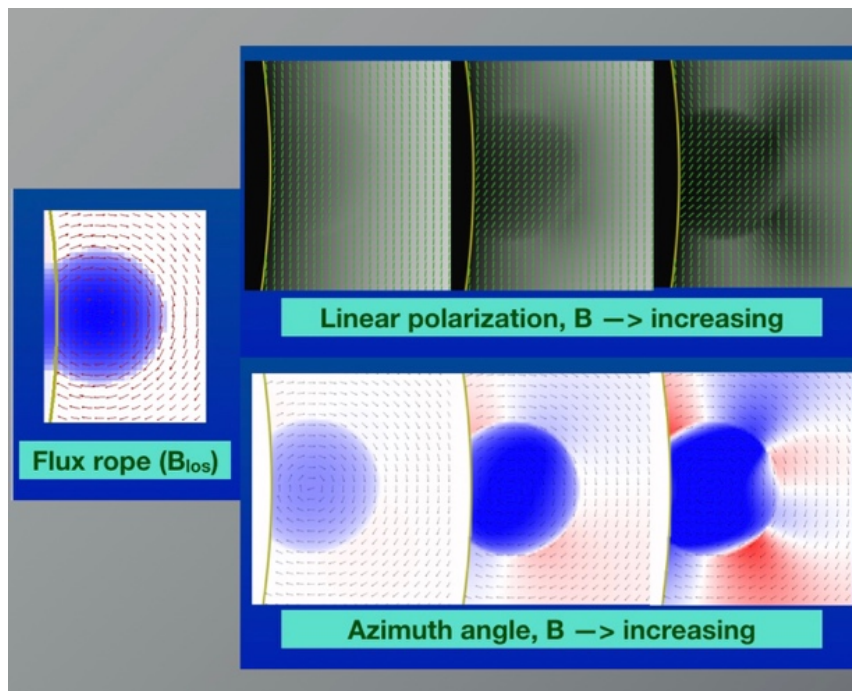 Linear polarization, B —> increasing
Flux rope (Blos)
Azimuth angle, B —> increasing